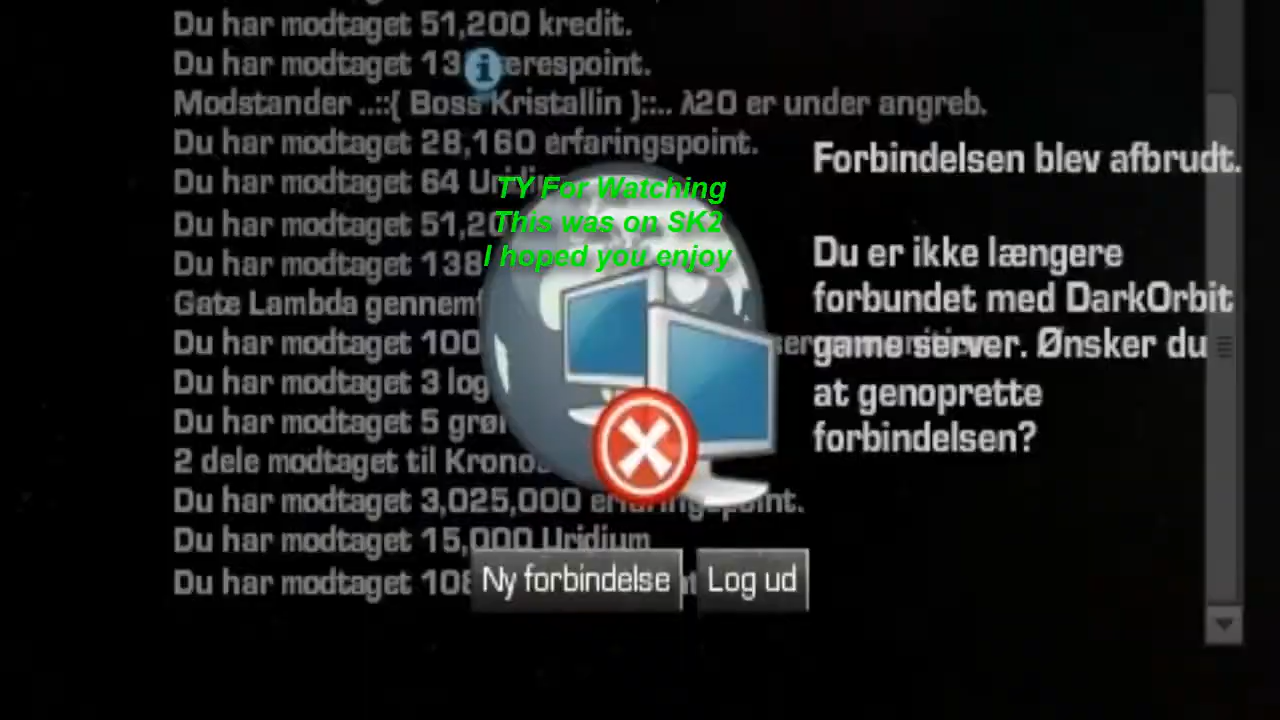 Du har modtaget 51,200 kredit.
Du har modtaget 13 ærespoint.
Modstander ..::{ Boss Kristallin }::.. λ20 er under angreb.
Du har modtaget 28,160 erfaringspoint.
Du har modtaget 64
Du har modtaget 51,20
Du har modtaget 138
Gate Lambda
Du har modtaget 100
Du har modtaget 3
Du har modtaget 5
2 dele modtaget til
Du har modtaget 3,025,000 erfaringspoint.
Du har modtaget 15,000 Uridium
Du har modtaget 108
TY For Watching
This was on SK2
I hoped you enjoy
Forbindelsen blev afbrudt.
Du er ikke længere
forbundet med DarkOrbit
game server. Ønsker du
at genoprette
forbindelsen?
Ny forbindelse
Log ud